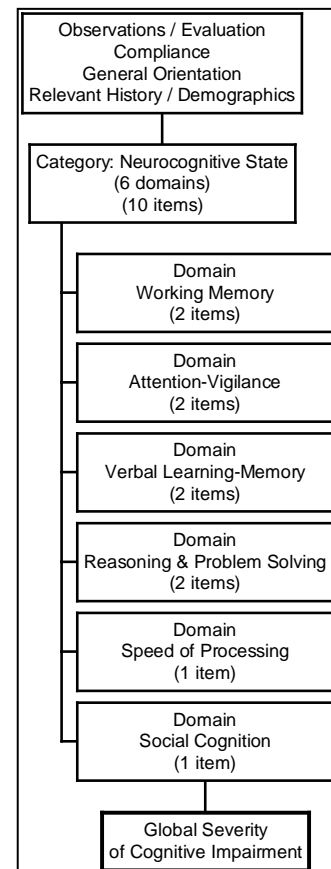 Observations / Evaluation
Compliance
General Orientation
Relevant History / Demographics
Category: Neurocognitive State
(6 domains)
(10 items)
Domain
Working Memory
(2 items)
Domain
Attention-Vigilance
(2 items)
Domain
Verbal Learning-Memory
(2 items)
Domain
Reasoning & Problem Solving
(2 items)
Domain
Speed of Processing
(1 item)
Domain
Social Cognition
(1 item)
Global Severity
of Cognitive Impairment